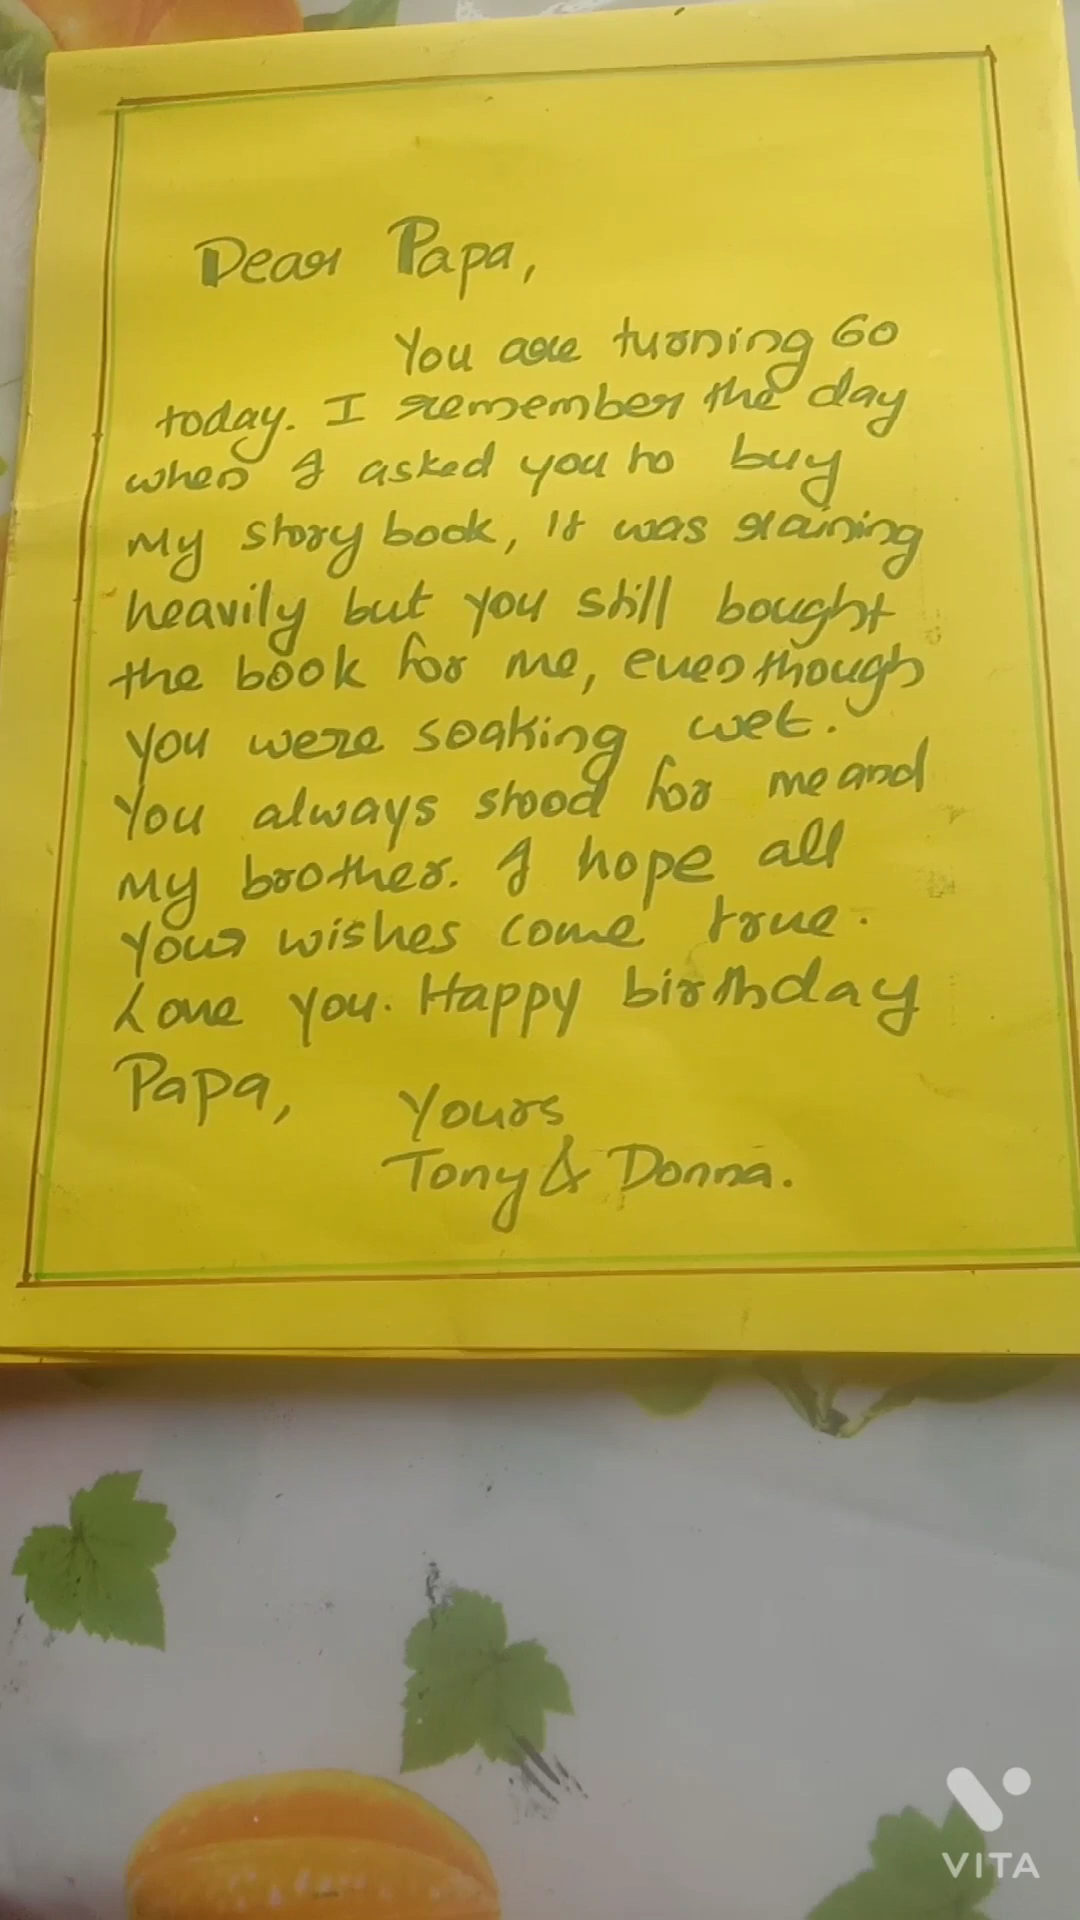 Dear Papa,
You are turning 60
today. I remember the day
when I asked you to buy
my story book, It was raining
heavily but you still bought
the book for me, even though
you were soaking wet.
You always stood for me and
my brother. I hope all
your wishes come true.
Love you. Happy birthday
Papa,
Yours
Tony & Donna.
VITA